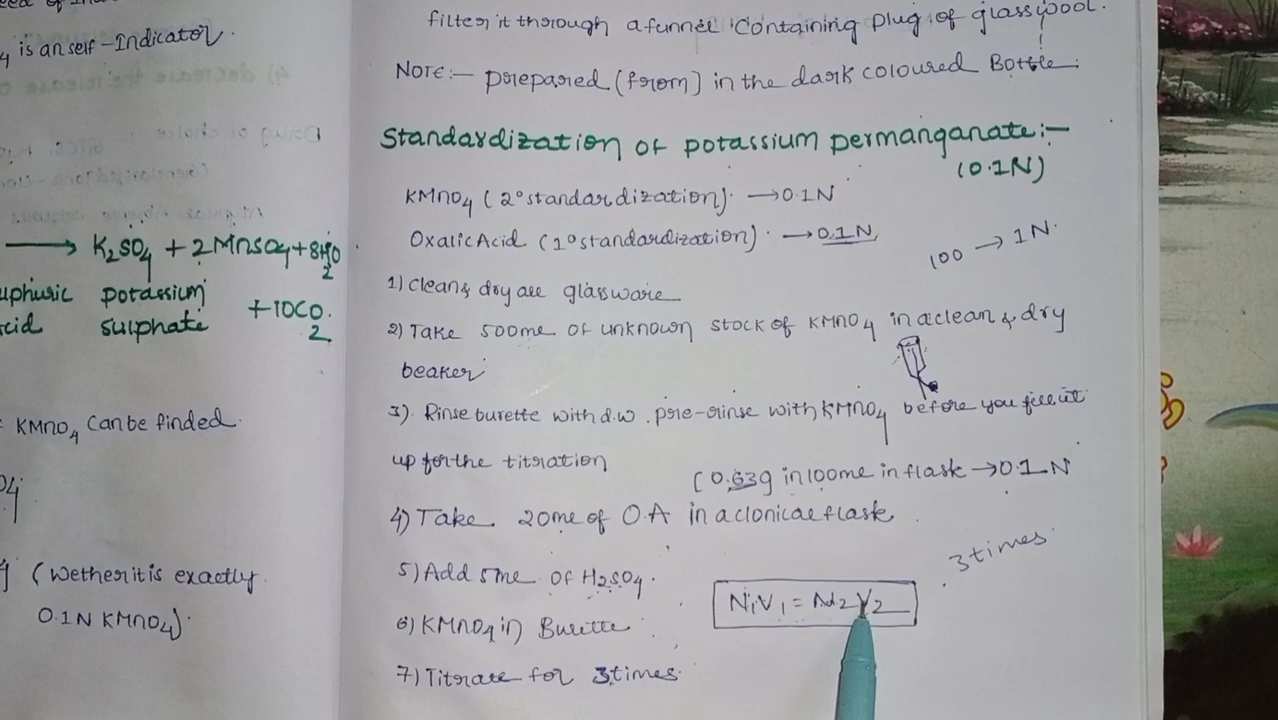 4 is an self-Indicator.
⟶ K2SO4 + 2MnSO4 + 8H2O
potassium
sulphate
+10CO2.
KMnO4 Can be finded.
(Wether it is exactly
0.1N KMnO4).
filter it thorough a funnel Containing Plug of glass wool.
NOTE:— prepared (from) in the dark coloured Bottle.
Standardization of potassium permanganate:—
(0.1N)
KMnO4 (2° standardization). ⟶ 0.1N
Oxalic Acid (1° standardization). ⟶ 0.1N
100 → 1N.
1) clean & dry all glassware
2) Take 500ml of unknown stock of KMnO4 in a clean & dry
beaker
3). Rinse burette with d.w. pre-rinse with KMnO4 before you fill it
up for the titration
(0.63g in 100ml in flask → 0.1N
4) Take 20ml of O.A in a clonical flask
3 times.
5) Add 5ml of H2SO4.
N1V1 = N2V2
6) KMnO4 in Burette
7) Titrate for 3 times.